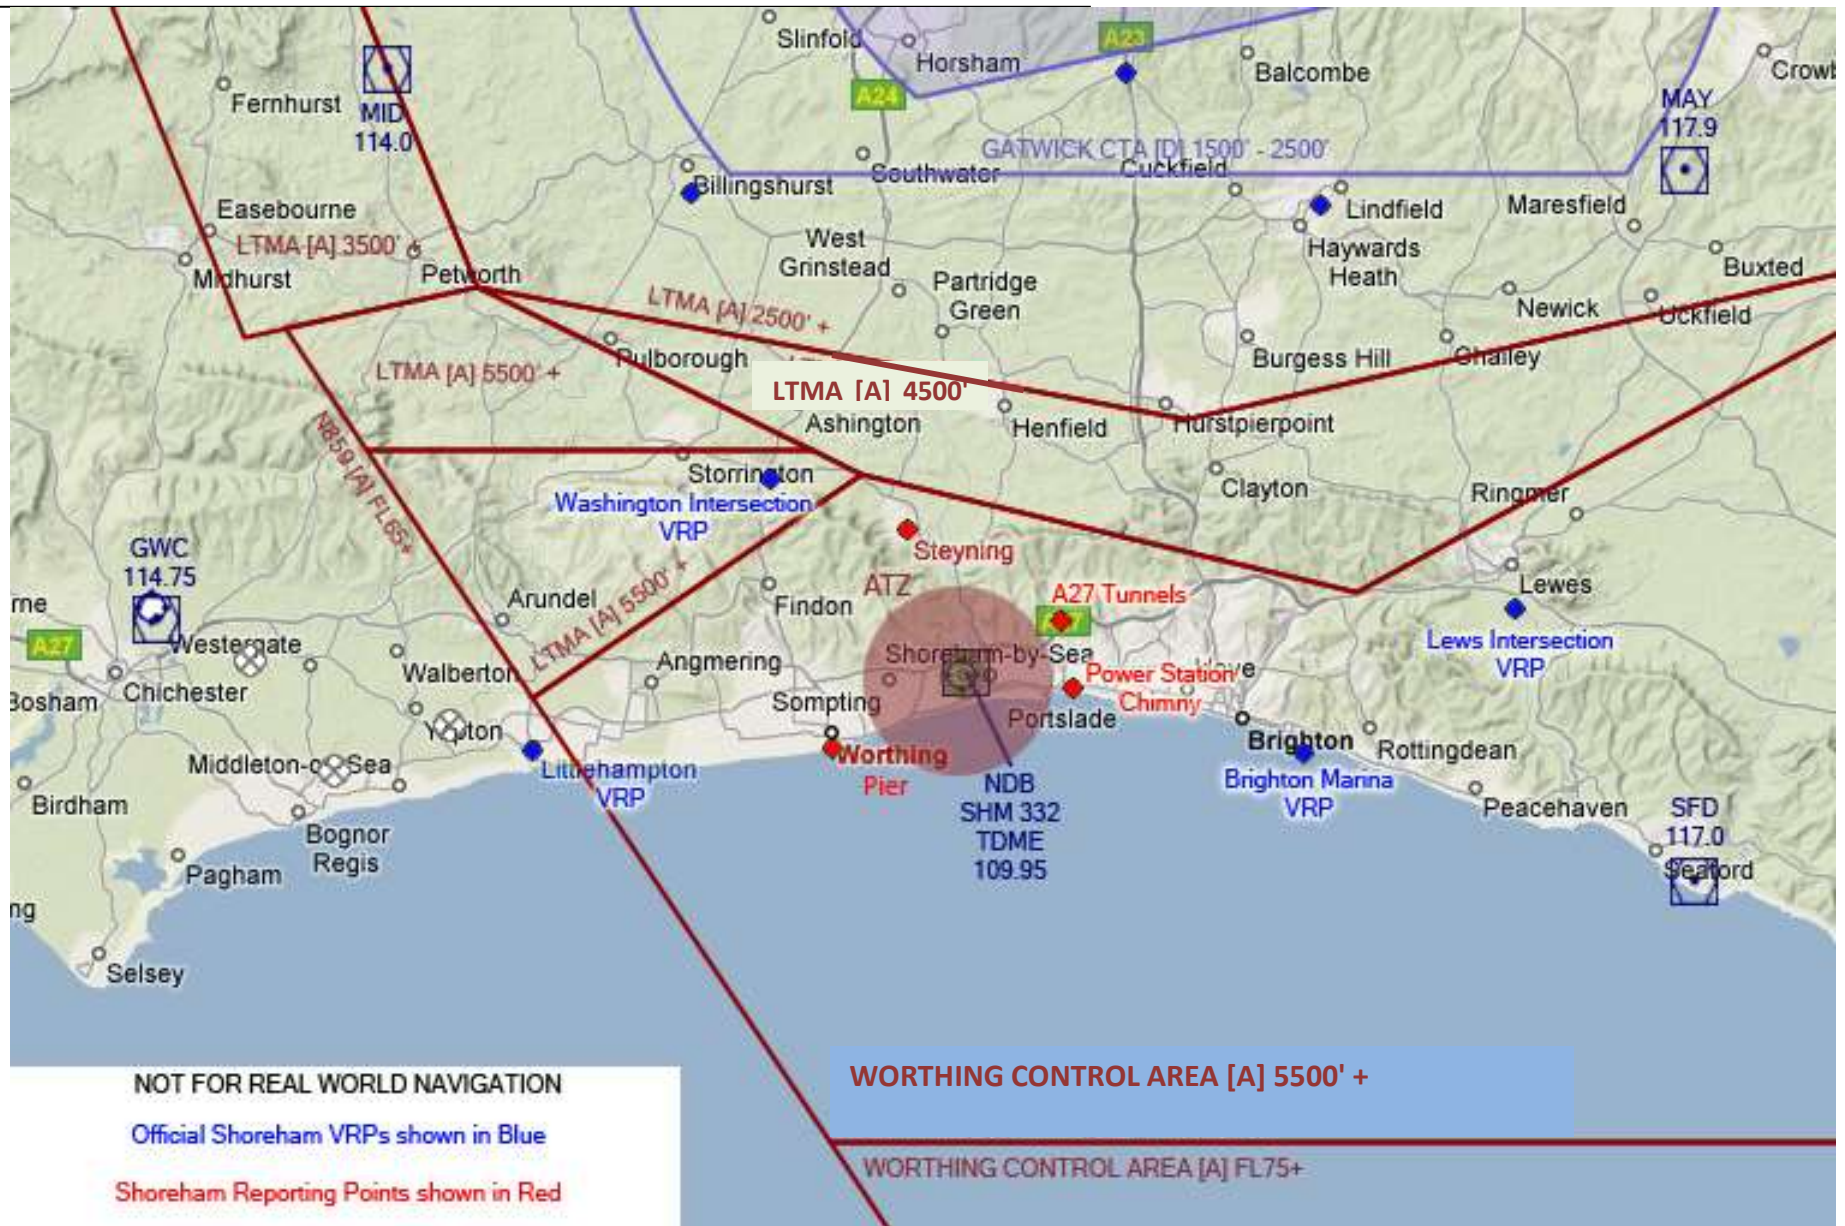 Slinfold
Horsham
A23
Balcombe
Crowb
Fernhurst
MID
114.0
A24
MAY
117.9
GATWICK CTA [D] 1500' - 2500'
Billingshurst
Southwater
Cuckfield
Easebourne
LTMA [A] 3500' +
Midhurst
Petworth
West
Grinstead
Partridge
Green
Lindfield
Haywards
Heath
Maresfield
Buxted
Newick
Uckfield
LTMA [A] 2500' +
Pulborough
LTMA [A] 5500' +
LTMA [A] 4500'
Burgess Hill
Chailey
Ashington
Henfield
Hurstpierpoint
N859 [A] FL65+
Storrington
Washington Intersection
VRP
Clayton
Ringmer
GWC
114.75
Steyning
ATZ
LTMA [A] 5500' +
Arundel
Findon
A27 Tunnels
Lewes
Lews Intersection
VRP
rne
A27
Westergate
Walberton
Angmering
Shoreham-by-Sea
Power Station
Chimny
Bosham
Chichester
Sompting
Portslade
Yapton
Middleton-on-Sea
Littlehampton
VRP
Worthing
Pier
NDB
SHM 332
TDME
109.95
Brighton
Brighton Marina
VRP
Rottingdean
Peacehaven
SFD
117.0
Seaford
Birdham
Bognor
Regis
Pagham
ng
Selsey
NOT FOR REAL WORLD NAVIGATION
Official Shoreham VRPs shown in Blue
Shoreham Reporting Points shown in Red
WORTHING CONTROL AREA [A] 5500' +
WORTHING CONTROL AREA [A] FL75+